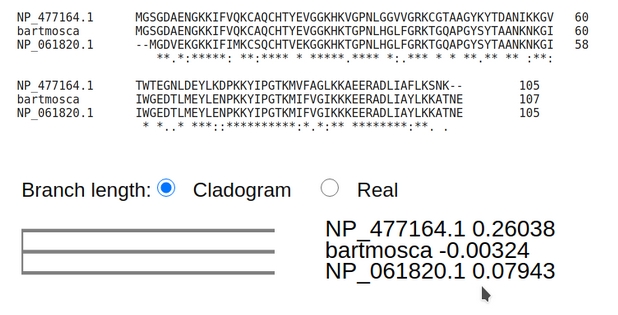 NP_477164.1 MGSGDAENGKKIFVQKCAQCHTYEVGGKHKVGPNLGGVVGRKCGTAAGYKYTDANIKKGV 60
bartmosca MGSGDAENGKKIIFVQKCAQCHTVEKGGKHKTGPNLHGLFGRKTGQAPGYSYTAANKNKGI 60
NP_061820.1 --MGDVEKGKKIFIMKCSQCHTVEKGGKHKTGPNLHGLFGRKTGQAPGYSYTAANKNKGI 58
**.*:*****: **:**** * *****.**** *:.*** * * **.** ** :**:
NP_477164.1 TWTEGNLDEYLKDPKKYIPGTKMVFAGLKKAEERADLIAFLKSNK-- 105
bartmosca IWGEDTLMEYLENPKKYIPGTKMIFVGIKKKEERADLIAYLKKATNE 107
NP_061820.1 IWGEDTLMEYLENPKKYIPGTKMIFVGIKKKEERADLIAYLKKATNE 105
* *..* ***::**********:*.*:** ********:**. .
Branch length: Cladogram Real
NP_477164.1 0.26038
bartmosca -0.00324
NP_061820.1 0.07943